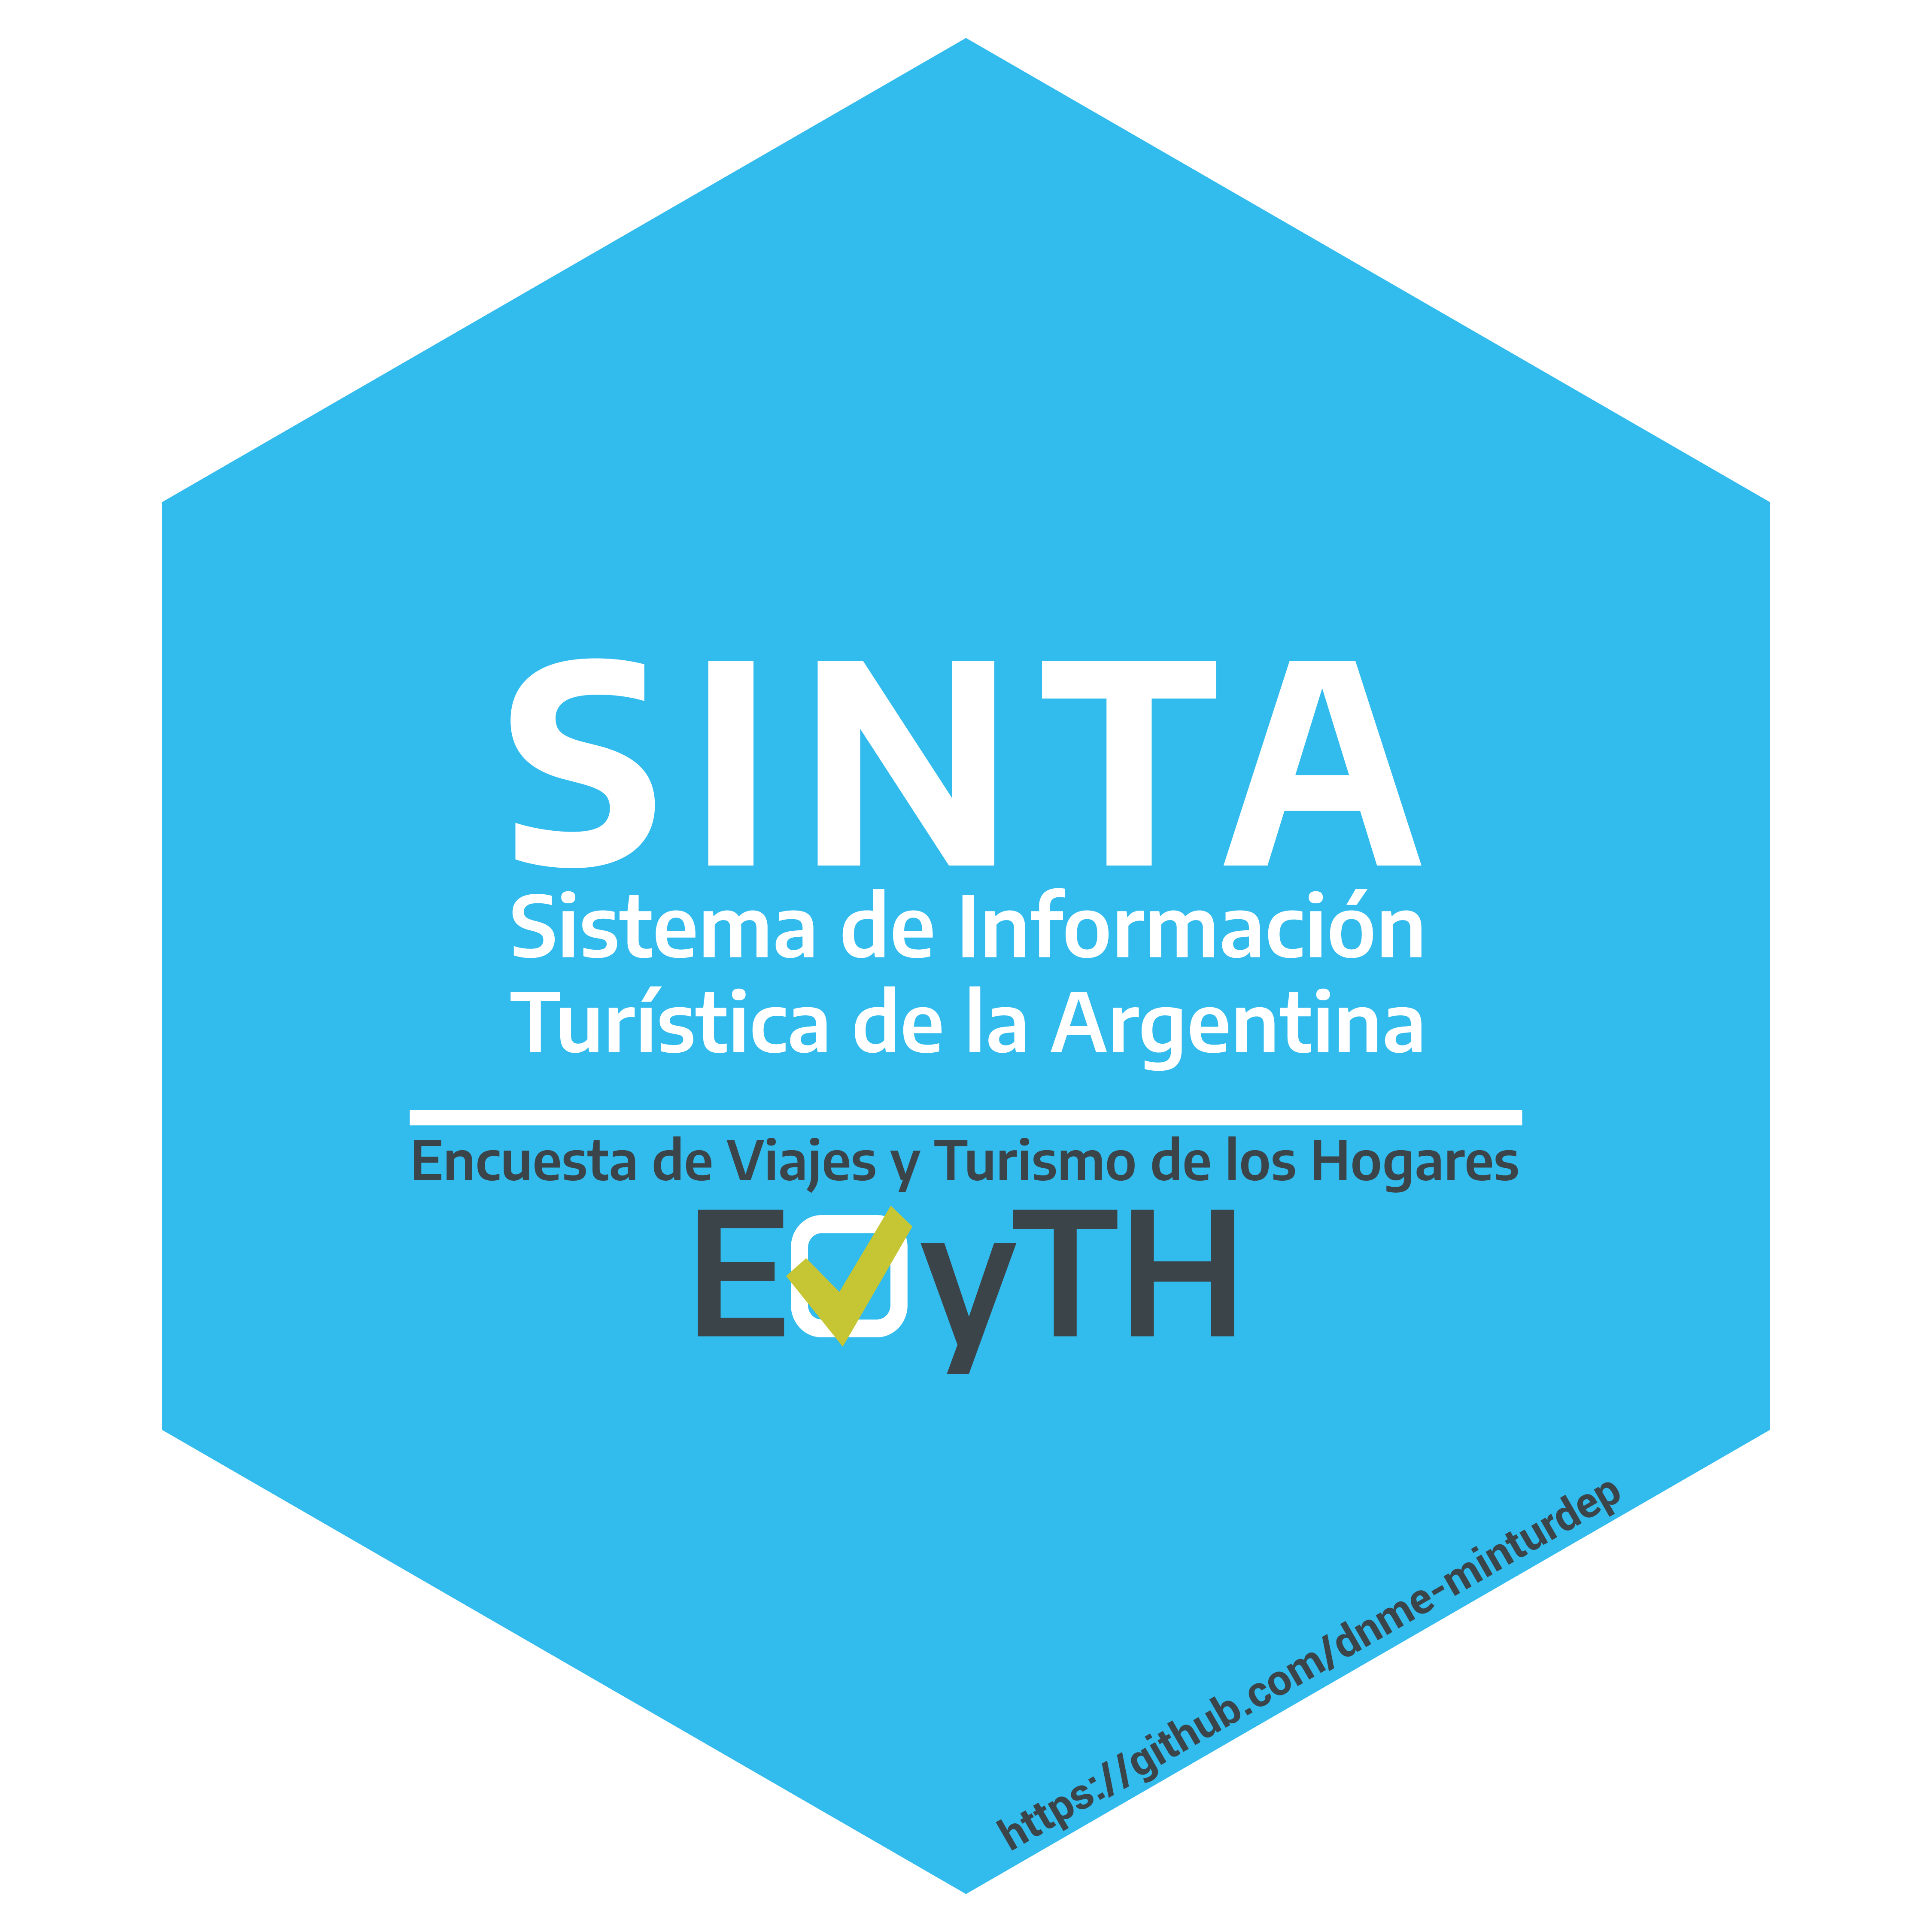 SINTA
Sistema de Información
Turística de la Argentina
Encuesta de Viajes y Turismo de los Hogares
EVyTH
https://github.com/dnme-minturdep